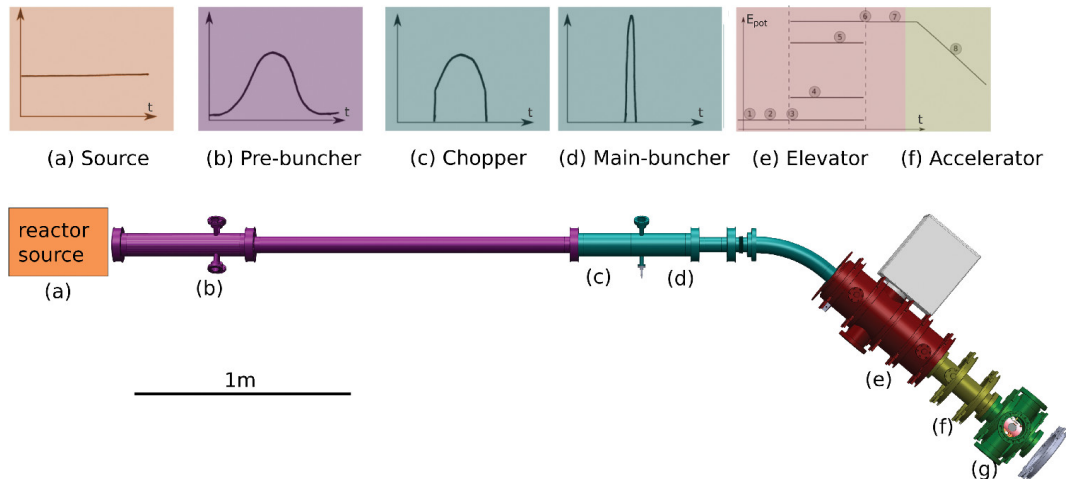 t
t
t
t
E_pot
1 2 3 4 5 6 7 8
t
(a) Source
(b) Pre-buncher
(c) Chopper
(d) Main-buncher
(e) Elevator
(f) Accelerator
reactor
source
(a)
(b)
(c)
(d)
1m
(e)
(f)
(g)